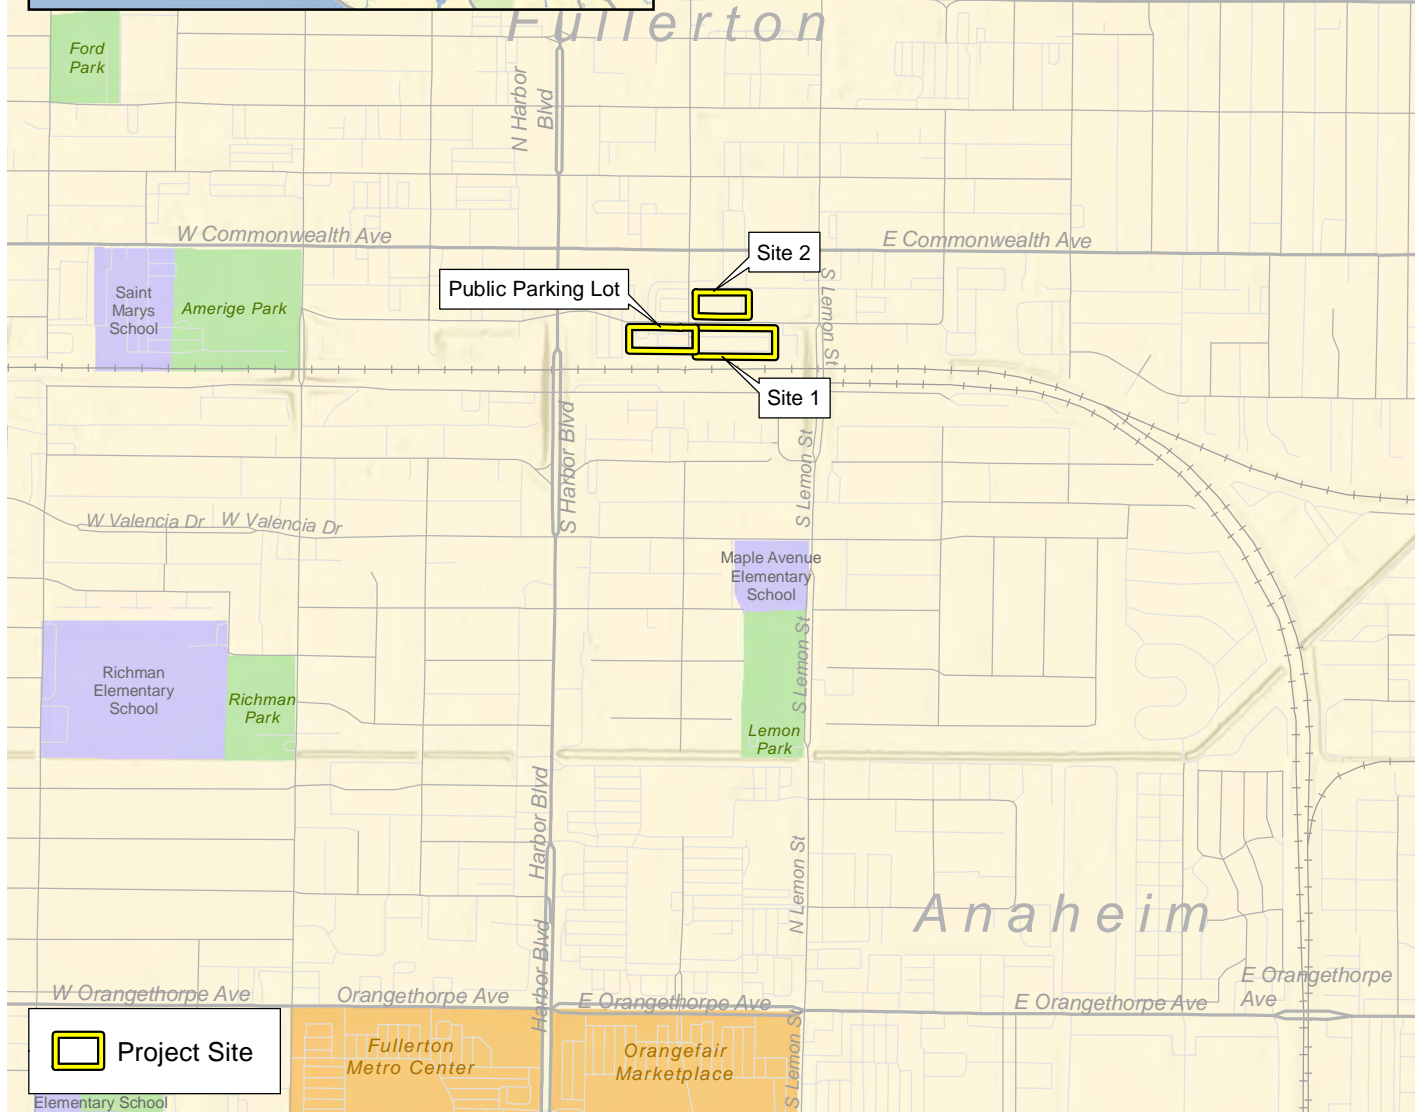 Fullerton
Ford
Park
N Harbor
Blvd
W Commonwealth Ave
E Commonwealth Ave
Site 2
Public Parking Lot
Saint
Marys
School
Amerige Park
S Lemon St
Site 1
S Harbor Blvd
S Lemon St
W Valencia Dr
W Valencia Dr
Maple Avenue
Elementary
School
S Lemon St
Richman
Elementary
School
Richman
Park
Lemon
Park
Harbor Blvd
N Lemon St
Anaheim
Harbor Blvd
W Orangethorpe Ave
Orangethorpe Ave
E Orangethorpe Ave
E Orangethorpe Ave
E Orangethorpe
Ave
S Lemon St
Project Site
Fullerton
Metro Center
Orangefair
Marketplace
Elementary School